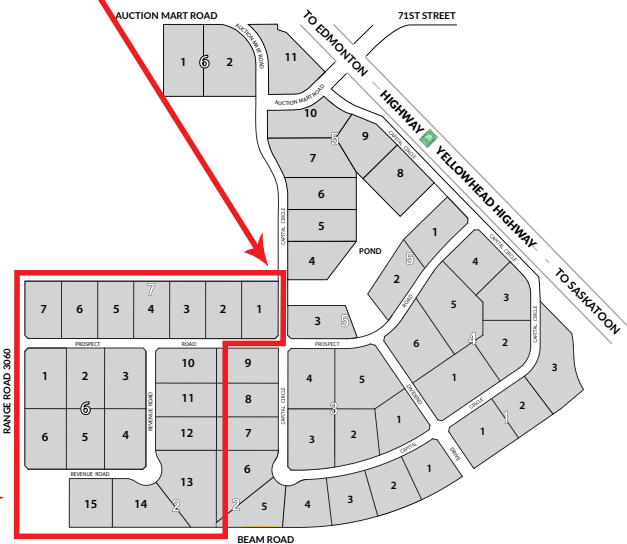 AUCTION MART ROAD
71ST STREET
TO EDMONTON
AUCTION MART ROAD
1 6 2
11
AUCTION MART ROAD
HIGHWAY YELLOWHEAD HIGHWAY
TO SASKATOON
10
5
9
CAPITAL CIRCLE
7
8
6
5
4
CAPITAL CIRCLE
POND
1
5
2
ROAD
CAPITAL CIRCLE
4
3
5
4
2
6
1
CAPITAL CIRCLE
3
7
7 6 5 4 3 2 1
3 5
PROSPECT ROAD
PROSPECT
RANGE ROAD 3060
1 2 3
6
6 5 4
REVENUE ROAD
REVENUE ROAD
10 9
11 8
12 7
13 6
2
2
5
15 14
CAPITAL CIRCLE
4 5
3
3 2 1
DIVIDEND
DRIVE
CAPITAL
CIRCLE
4 3 2 1
1 2
1
BEAM ROAD